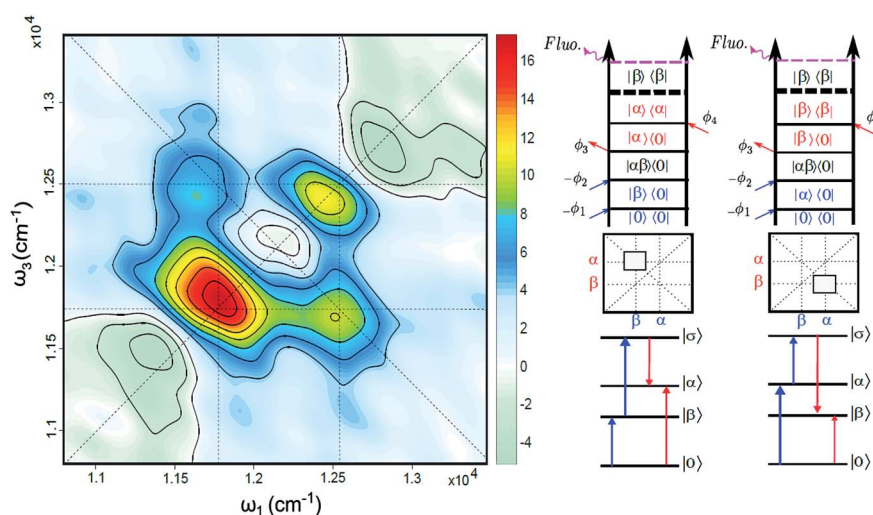 x10⁴
1.3
1.25
1.2
1.15
1.1
ω₃ (cm⁻¹)
1.1
1.15
1.2
1.25
1.3
x10⁴
ω₁ (cm⁻¹)
16
14
12
10
8
6
4
2
0
-2
-4
Fluo.
|β⟩ ⟨β|
|α⟩ ⟨α|
ϕ₄
|α⟩ ⟨0|
ϕ₃
|αβ⟩⟨0|
-ϕ₂
|β⟩ ⟨0|
-ϕ₁
|0⟩ ⟨0|
α
β
β α
|σ⟩
|α⟩
|β⟩
|0⟩
Fluo.
|β⟩ ⟨β|
|β⟩ ⟨β|
ϕ
|β⟩ ⟨0|
ϕ₃
|αβ⟩⟨0|
-ϕ₂
|α⟩ ⟨0|
-ϕ₁
|0⟩ ⟨0|
α
β
β α
|σ⟩
|α⟩
|β⟩
|0⟩